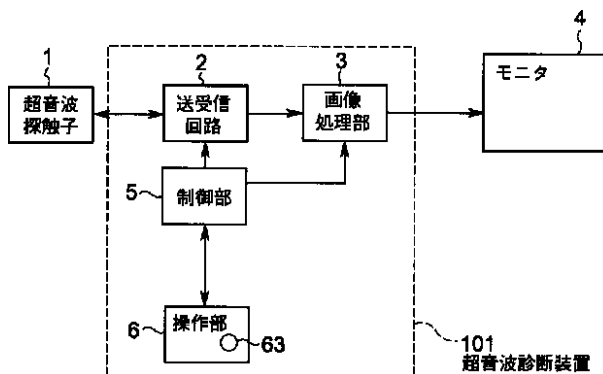 1
超音波
探触子
2
送受信
回路
3
画像
処理部
4
モニタ
5
制御部
6
操作部
63
101
超音波診断装置